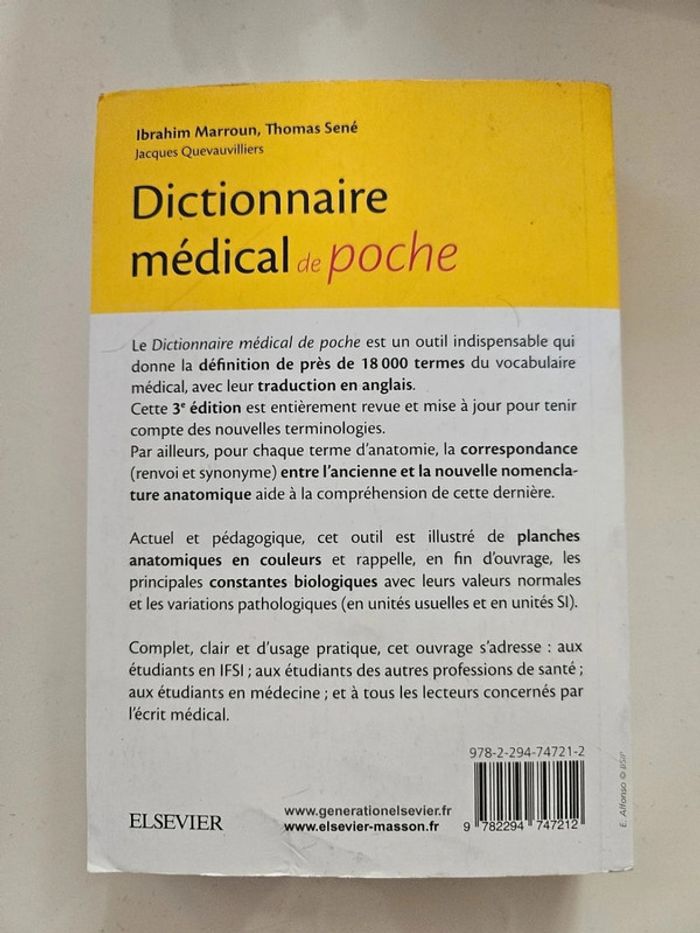 Ibrahim Marroun, Thomas Sené
Jacques Quevauvilliers
Dictionnaire
médical de poche
Le Dictionnaire médical de poche est un outil indispensable qui
donne la définition de près de 18 000 termes du vocabulaire
médical, avec leur traduction en anglais.
Cette 3e édition est entièrement revue et mise à jour pour tenir
compte des nouvelles terminologies.
Par ailleurs, pour chaque terme d'anatomie, la correspondance
(renvoi et synonyme) entre l'ancienne et la nouvelle nomencla-
ture anatomique aide à la compréhension de cette dernière.
Actuel et pédagogique, cet outil est illustré de planches
anatomiques en couleurs et rappelle, en fin d'ouvrage, les
principales constantes biologiques avec leurs valeurs normales
et les variations pathologiques (en unités usuelles et en unités SI).
Complet, clair et d'usage pratique, cet ouvrage s'adresse : aux
étudiants en IFSI ; aux étudiants des autres professions de santé ;
aux étudiants en médecine ; et à tous les lecteurs concernés par
l'écrit médical.
978-2-294-74721-2
ELSEVIER
www.generationelsevier.fr
www.elsevier-masson.fr
9 782294 747212
E. Alfonso © BSIP